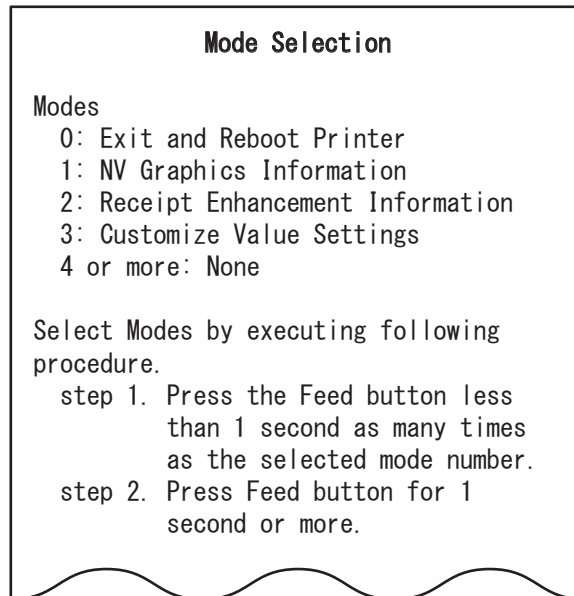 Mode Selection
Modes
0: Exit and Reboot Printer
1: NV Graphics Information
2: Receipt Enhancement Information
3: Customize Value Settings
4 or more: None
Select Modes by executing following
procedure.
step 1. Press the Feed button less
than 1 second as many times
as the selected mode number.
step 2. Press Feed button for 1
second or more.